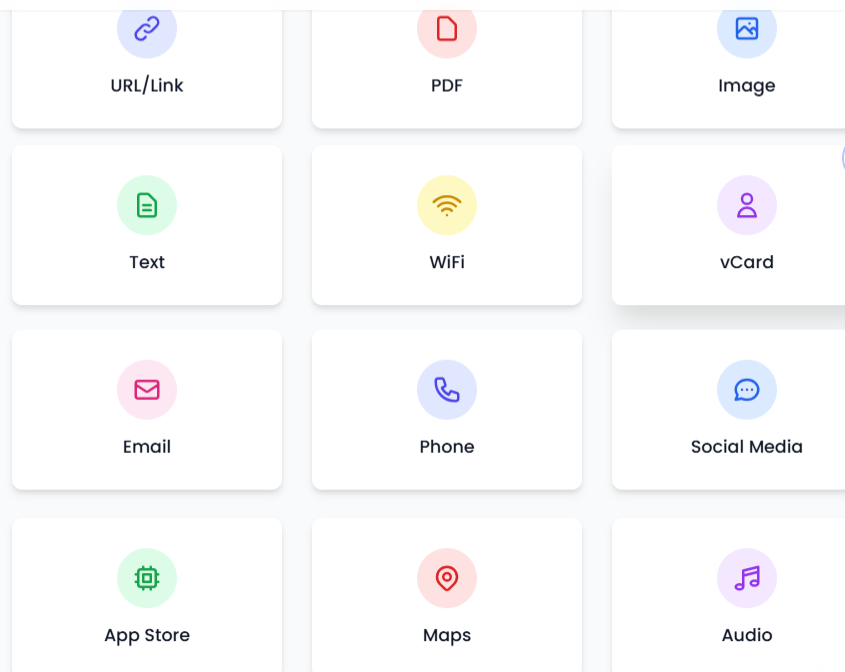 URL/Link
PDF
Image
Text
WiFi
vCard
Email
Phone
Social Media
App Store
Maps
Audio